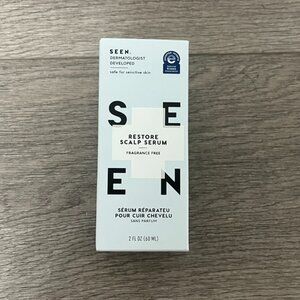 SEEN.
DERMATOLOGIST
DEVELOPED
safe for sensitive skin
S E
RESTORE
SCALP SERUM
FRAGRANCE FREE
E N
SÉRUM RÉPARATEU
POUR CUIR CHEVELU
SANS PARFUM
2 FL OZ (60 ML)